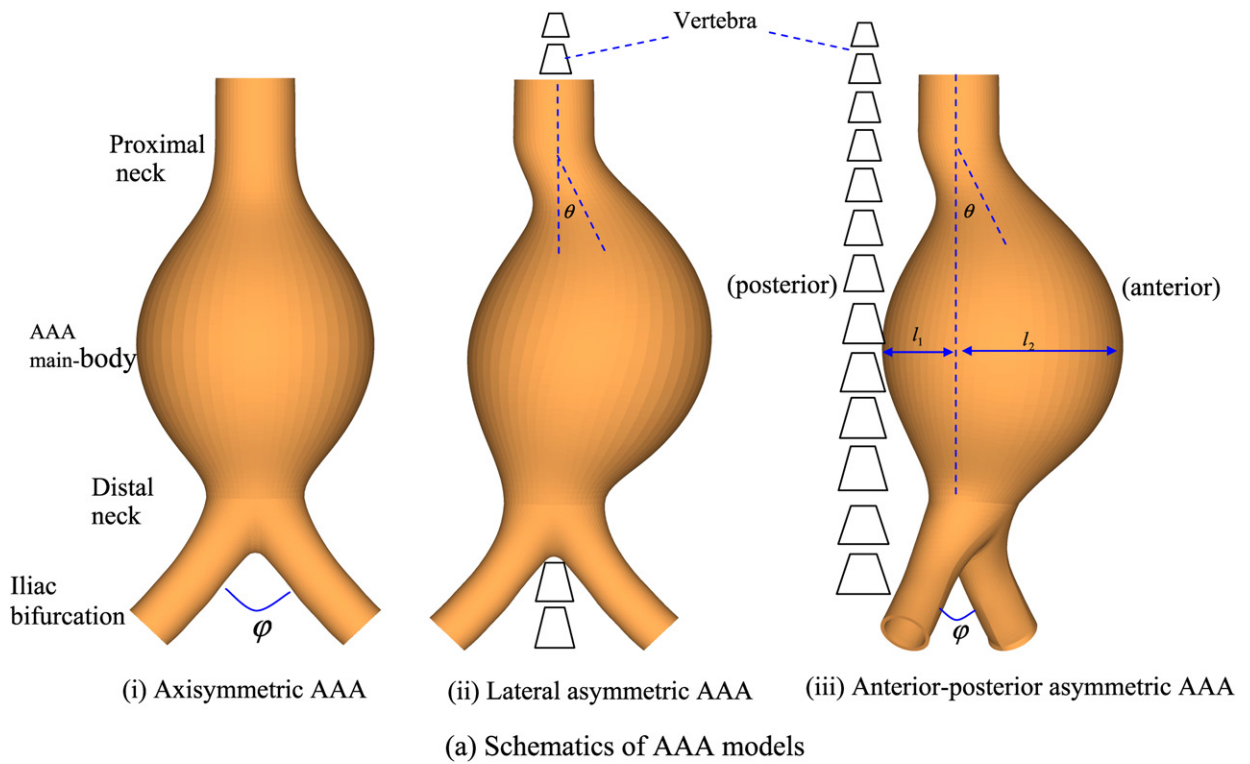 Vertebra
Proximal
neck
θ
θ
(posterior)
(anterior)
AAA
main-body
l₁
l₂
Distal
neck
Iliac
bifurcation
φ
φ
(i) Axisymmetric AAA
(ii) Lateral asymmetric AAA
(iii) Anterior-posterior asymmetric AAA
(a) Schematics of AAA models